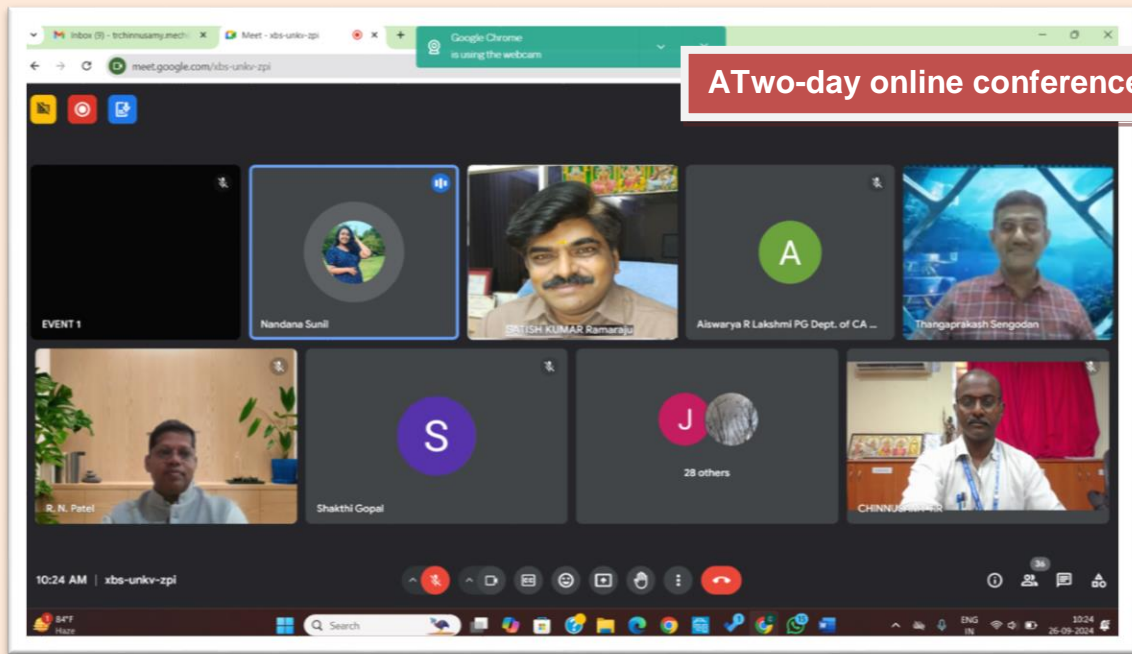 Inbox (9) - trchinnusamy.mech
Meet - xbs-unkv-zpi
Google Chrome
is using the webcam
meet.google.com/xbs-unkv-zpi
ATwo-day online conference
EVENT 1
Nandana Sunil
SATISH KUMAR Ramaraju
A
Aiswarya R Lakshmi PG Dept. of CA ...
Thangaprakash Sengodan
R. N. Patel
S
Shakthi Gopal
J
28 others
10:24 AM | xbs-unkv-zpi
36
84°F
Haze
Search
ENG
IN
10:24
26-09-2024